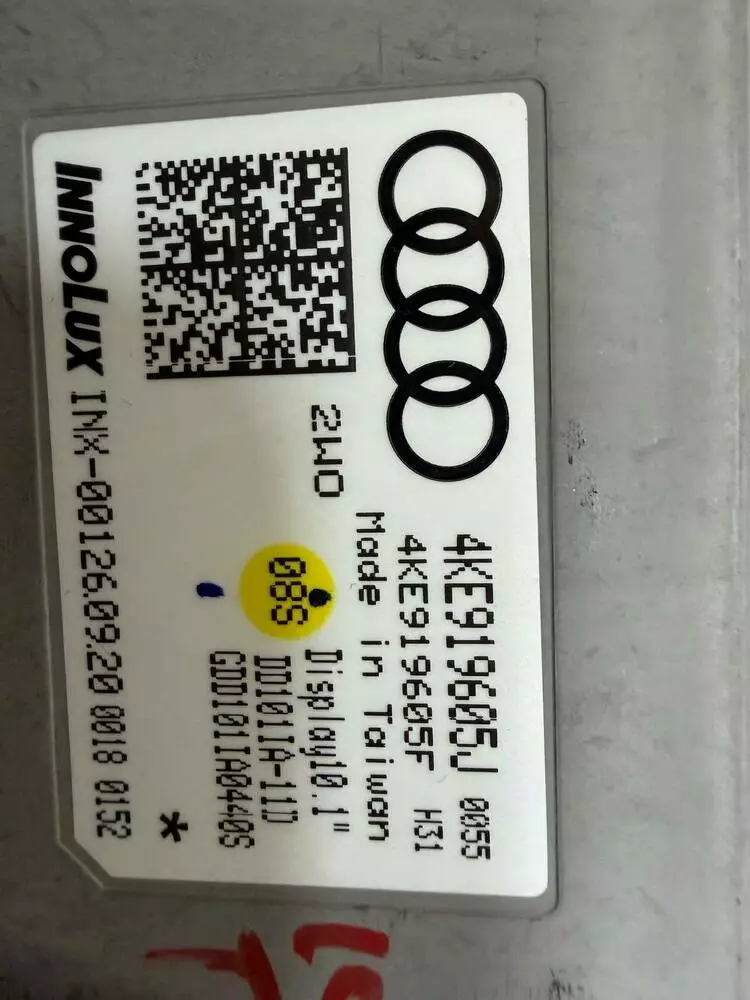 4KE919605J 0055
4KE919605F H31
Made in Taiwan
2WO
Display10.1"
08S
DD101IA-11D
GDD101IA0440S
*
INNOLUX INX-00126.09.20 0018 0152